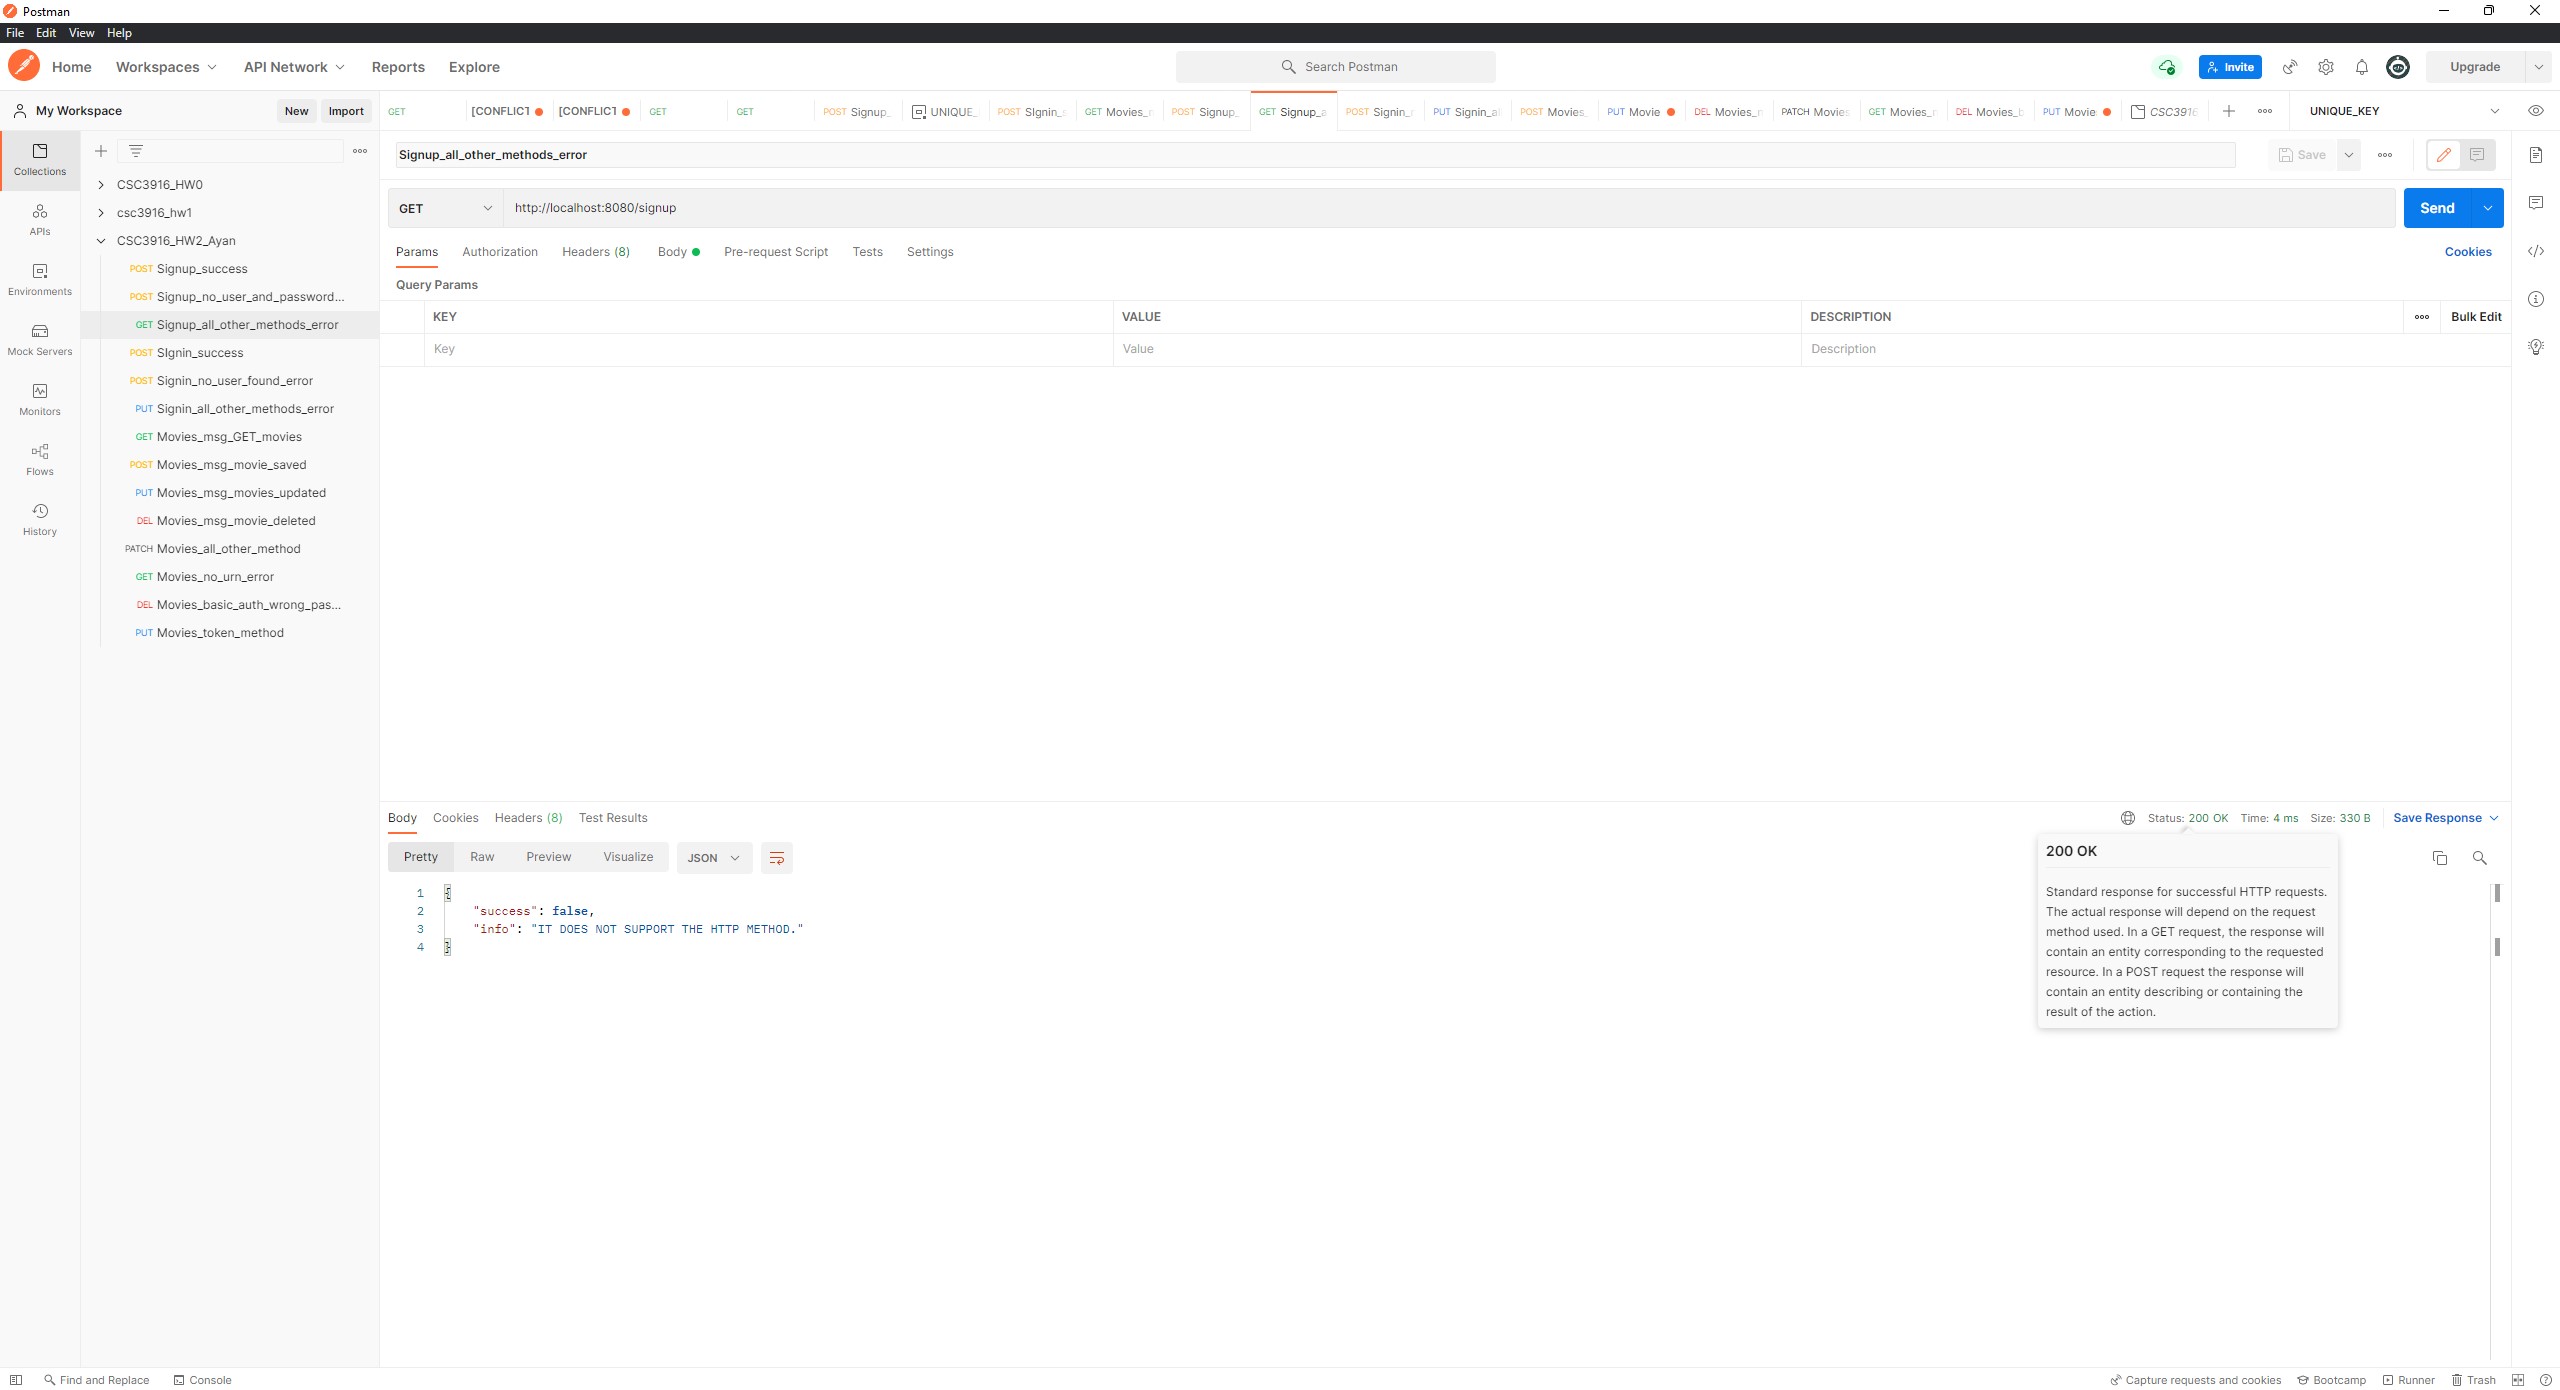 Postman
File Edit View Help
Home Workspaces API Network Reports Explore
Search Postman
Invite
Upgrade
My Workspace
New Import
GET
[CONFLICT
[CONFLICT
GET
GET
POST Signup_
UNIQUE_
POST SIgnin_s
GET Movies_
POST Signup_
GET Signup_a
POST Signin_
PUT Signin_al
POST Movies_
PUT Movie
DEL Movies_
PATCH Movies
GET Movies_
DEL Movies_b
PUT Movie
CSC3916
UNIQUE_KEY
Collections
APIs
Environments
Mock Servers
Monitors
Flows
History
CSC3916_HW0
csc3916_hw1
CSC3916_HW2_Ayan
POST Signup_success
POST Signup_no_user_and_password...
GET Signup_all_other_methods_error
POST SIgnin_success
POST Signin_no_user_found_error
PUT Signin_all_other_methods_error
GET Movies_msg_GET_movies
POST Movies_msg_movie_saved
PUT Movies_msg_movies_updated
DEL Movies_msg_movie_deleted
PATCH Movies_all_other_method
GET Movies_no_urn_error
DEL Movies_basic_auth_wrong_pas...
PUT Movies_token_method
Signup_all_other_methods_error
Save
GET http://localhost:8080/signup
Send
Params Authorization Headers (8) Body Pre-request Script Tests Settings
Cookies
Query Params
KEY VALUE DESCRIPTION Bulk Edit
Key Value Description
Body Cookies Headers (8) Test Results
Status: 200 OK Time: 4 ms Size: 330 B Save Response
Pretty Raw Preview Visualize JSON
1 {
2 "success": false,
3 "info": "IT DOES NOT SUPPORT THE HTTP METHOD."
4 }
200 OK
Standard response for successful HTTP requests.
The actual response will depend on the request
method used. In a GET request, the response will
contain an entity corresponding to the requested
resource. In a POST request the response will
contain an entity describing or containing the
result of the action.
Find and Replace Console
Capture requests and cookies Bootcamp Runner Trash